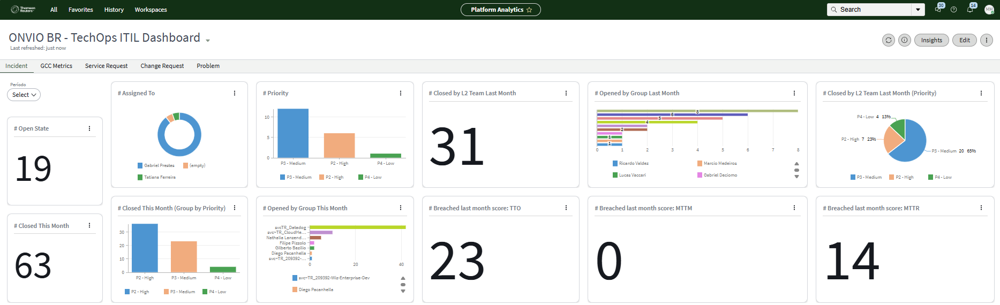 Thomson Reuters
All Favorites History Workspaces
Platform Analytics
Search
30
14
MM
ONVIO BR - TechOps ITIL Dashboard
Last refreshed: just now
Insights
Edit
Incident GCC Metrics Service Request Change Request Problem
Período
Select
# Open State
19
# Closed This Month
63
# Assigned To
Gabriel Prestes
(empty)
Tatiana Ferreira
# Priority
10
5
0
P3 - Medium P2 - High P4 - Low
P3 - Medium P2 - High P4 - Low
# Closed by L2 Team Last Month
31
# Opened by Group Last Month
8
6
5
4
2
1
1
0 1 2 3 4 5 6 7 8
Ricardo Valdez
Marcio Medeiros
Lucas Vaccari
Gabriel Deciomo
# Closed by L2 Team Last Month (Priority)
P4 - Low 4 13%
P2 - High 7 23%
P3 - Medium 20 65%
P3 - Medium P2 - High P4 - Low
# Closed This Month (Group by Priority)
30
20
10
0
P2 - High P3 - Medium P4 - Low
P2 - High P3 - Medium P4 - Low
# Opened by Group This Month
svcTR_Datadog
svc~TR_CloudHe...
Nathalia Lanzend...
Filipe Pizzolo
Gilberto Bazilio
Diego Pacanhella
svc~TR_209392-...
0 20 40
svc~TR_209392-Wiz-Enterprise-Dev
Diego Pacanhella
# Breached last month score: TTO
23
# Breached last month score: MTTM
0
# Breached last month score: MTTR
14